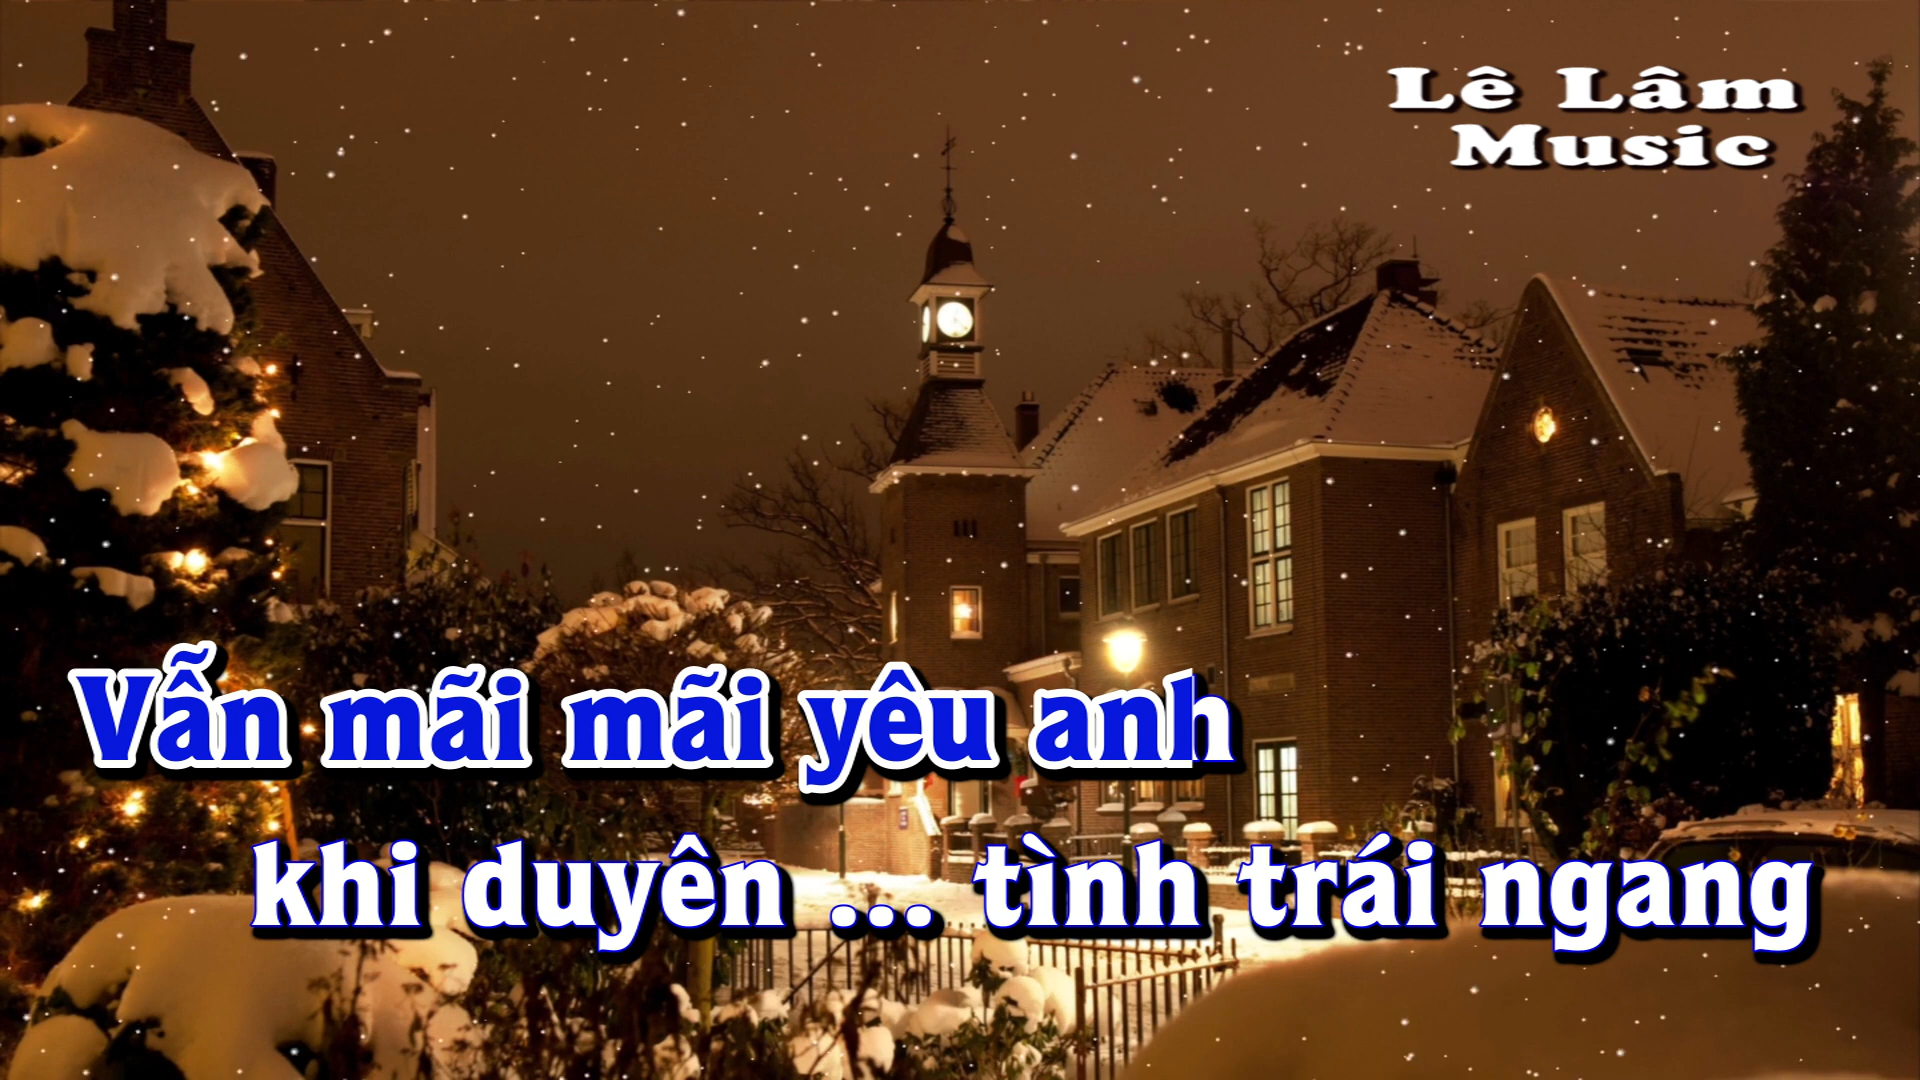 Lê Lâm
Music
Vẫn mãi mãi yêu anh
khi duyên ... tình trái ngang